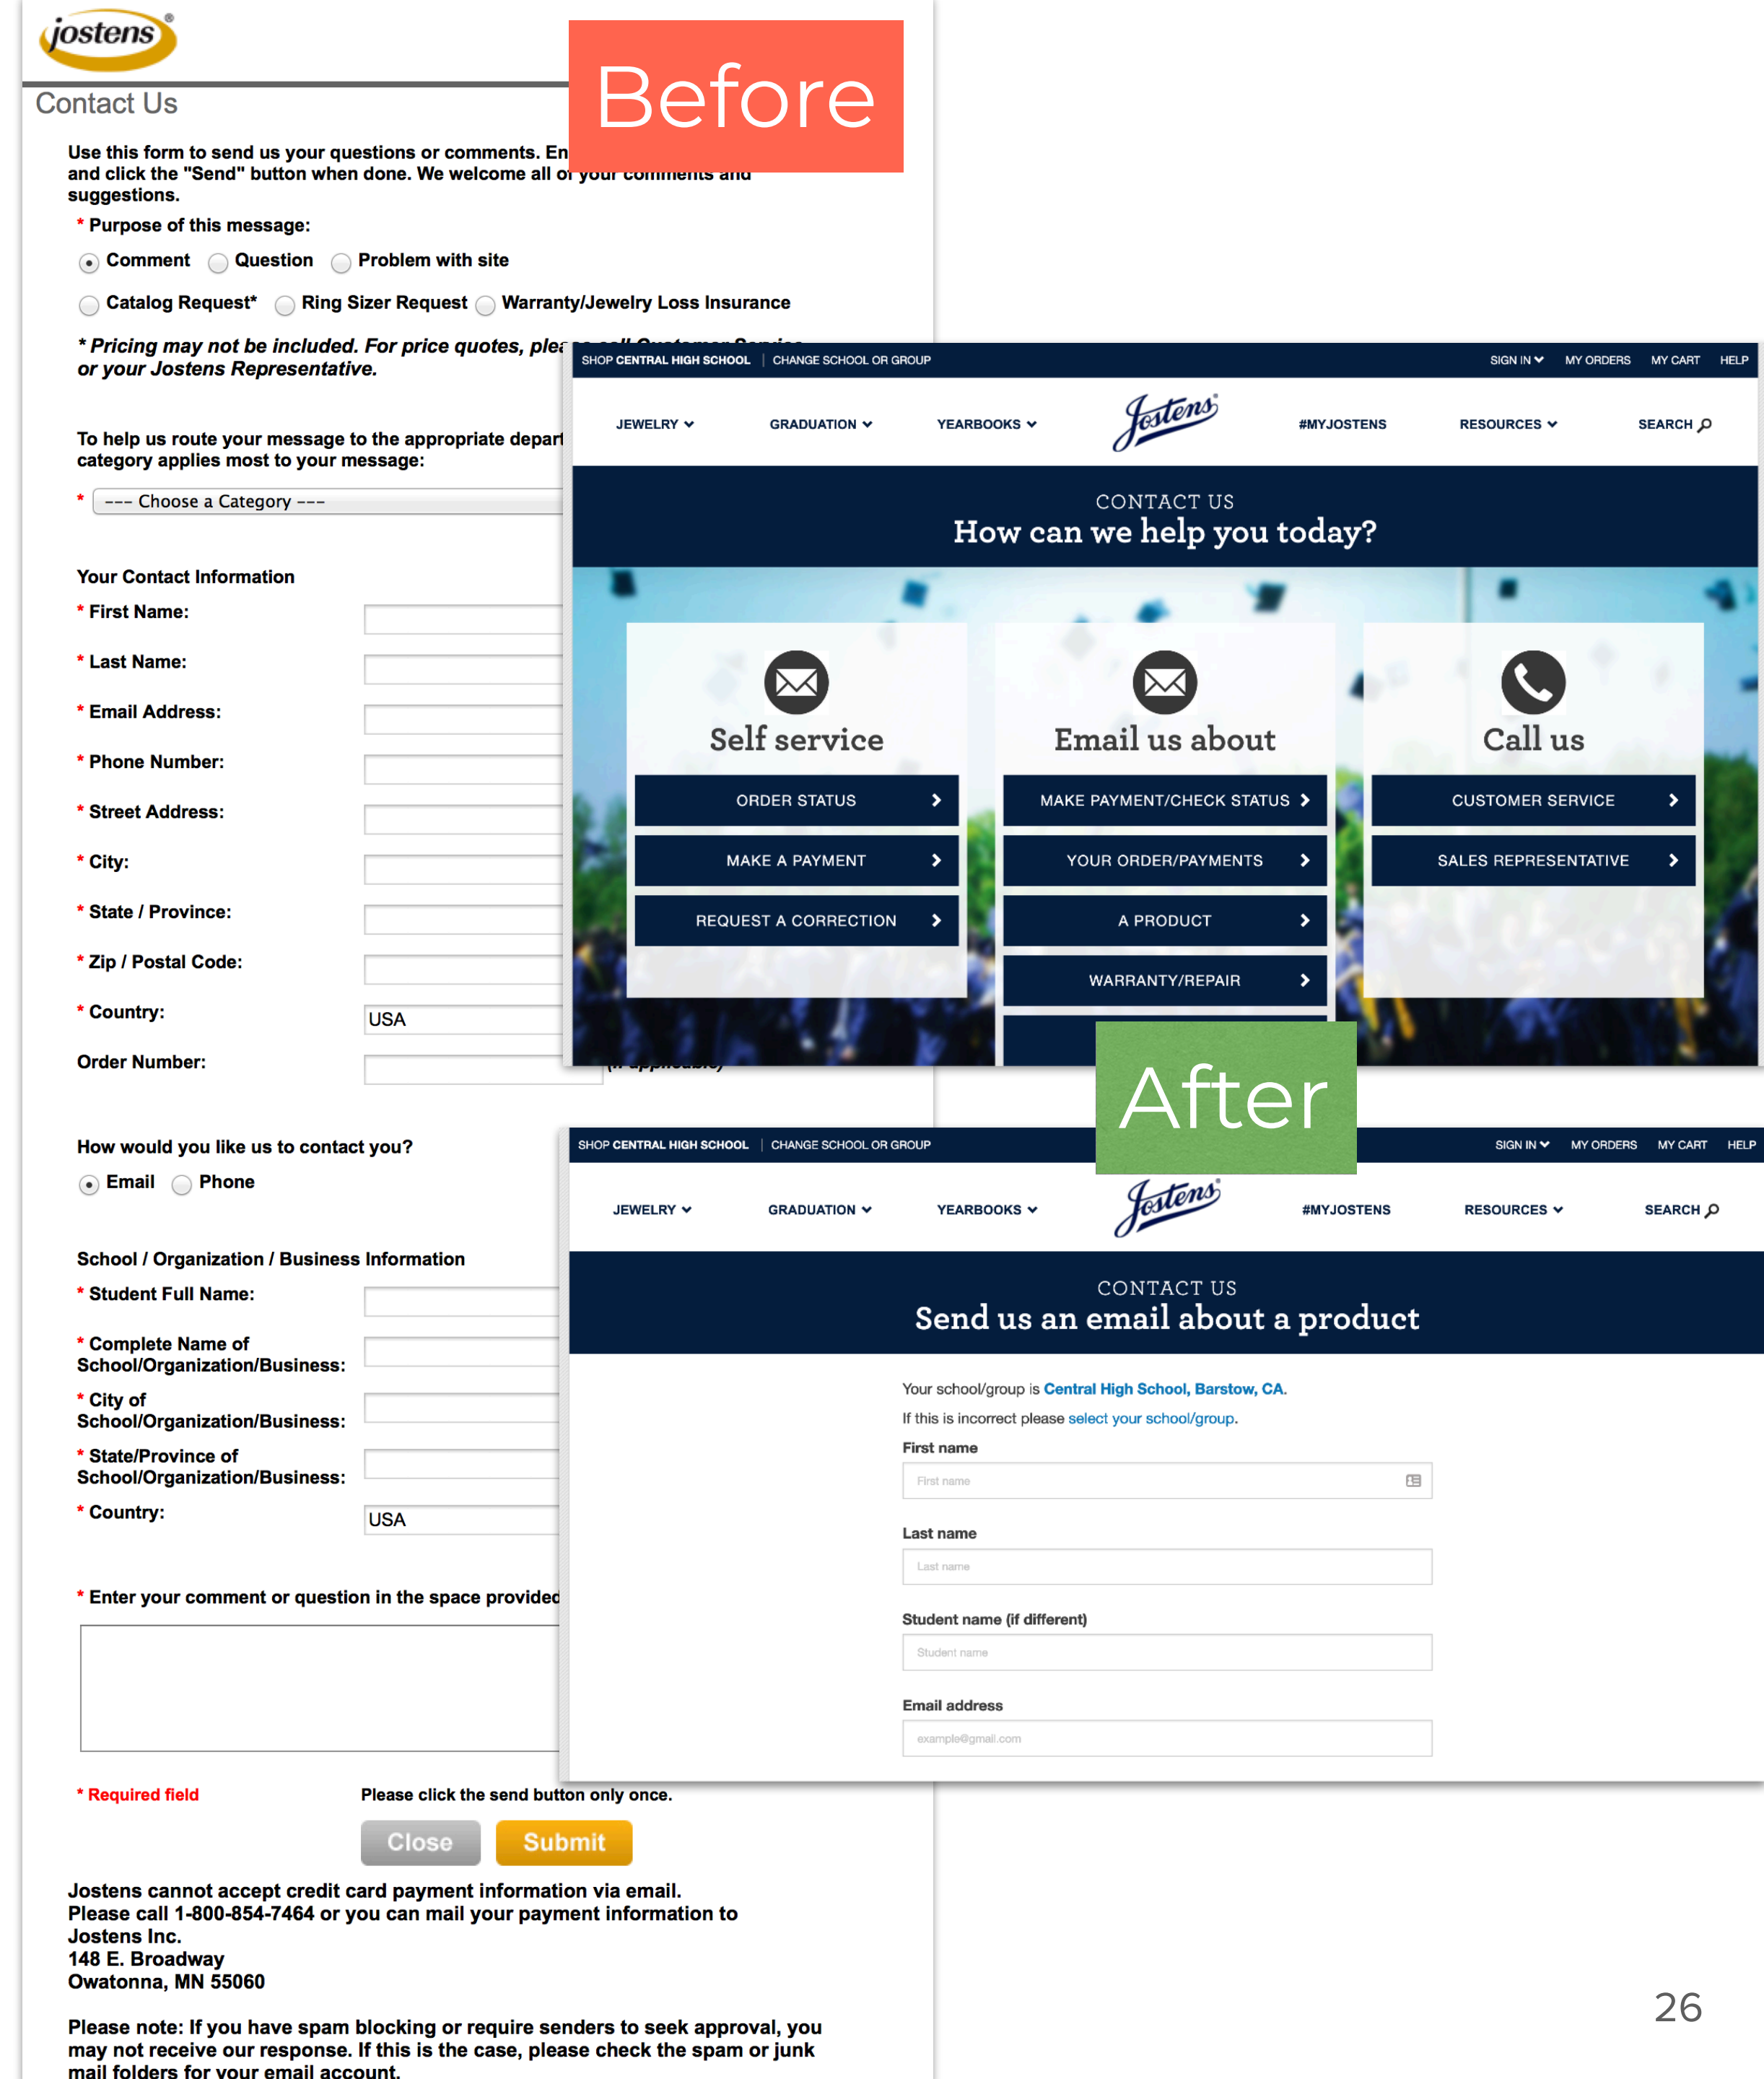 jostens®
Before
Contact Us
Use this form to send us your questions or comments. En
and click the "Send" button when done. We welcome all of your comments and
suggestions.
* Purpose of this message:
Comment Question Problem with site
Catalog Request* Ring Sizer Request Warranty/Jewelry Loss Insurance
* Pricing may not be included. For price quotes, please call Customer Service
or your Jostens Representative.
To help us route your message to the appropriate depart
category applies most to your message:
* --- Choose a Category ---
Your Contact Information
* First Name:
* Last Name:
* Email Address:
* Phone Number:
* Street Address:
* City:
* State / Province:
* Zip / Postal Code:
* Country: USA
Order Number: (if applicable)
How would you like us to contact you?
Email Phone
School / Organization / Business Information
* Student Full Name:
* Complete Name of
School/Organization/Business:
* City of
School/Organization/Business:
* State/Province of
School/Organization/Business:
* Country: USA
* Enter your comment or question in the space provided
* Required field Please click the send button only once.
Close Submit
Jostens cannot accept credit card payment information via email.
Please call 1-800-854-7464 or you can mail your payment information to
Jostens Inc.
148 E. Broadway
Owatonna, MN 55060
Please note: If you have spam blocking or require senders to seek approval, you
may not receive our response. If this is the case, please check the spam or junk
mail folders for your email account.
SHOP CENTRAL HIGH SCHOOL | CHANGE SCHOOL OR GROUP SIGN IN MY ORDERS MY CART HELP
JEWELRY GRADUATION YEARBOOKS Jostens #MYJOSTENS RESOURCES SEARCH
CONTACT US
How can we help you today?
Self service
ORDER STATUS
MAKE A PAYMENT
REQUEST A CORRECTION
Email us about
MAKE PAYMENT/CHECK STATUS
YOUR ORDER/PAYMENTS
A PRODUCT
WARRANTY/REPAIR
Call us
CUSTOMER SERVICE
SALES REPRESENTATIVE
After
SHOP CENTRAL HIGH SCHOOL | CHANGE SCHOOL OR GROUP SIGN IN MY ORDERS MY CART HELP
JEWELRY GRADUATION YEARBOOKS Jostens #MYJOSTENS RESOURCES SEARCH
CONTACT US
Send us an email about a product
Your school/group is Central High School, Barstow, CA.
If this is incorrect please select your school/group.
First name
First name
Last name
Last name
Student name (if different)
Student name
Email address
example@gmail.com
26